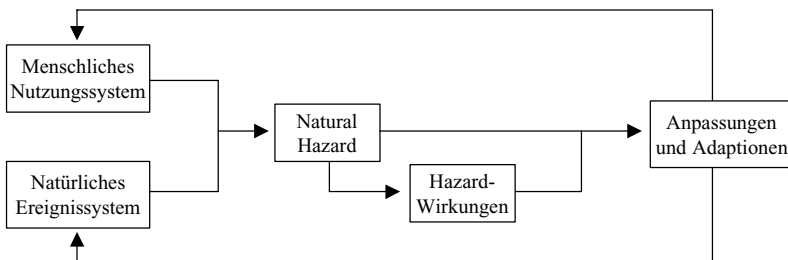 Menschliches
Nutzungssystem
Natural
Hazard
Anpassungen
und Adaptionen
Natürliches
Ereignissystem
Hazard-
Wirkungen